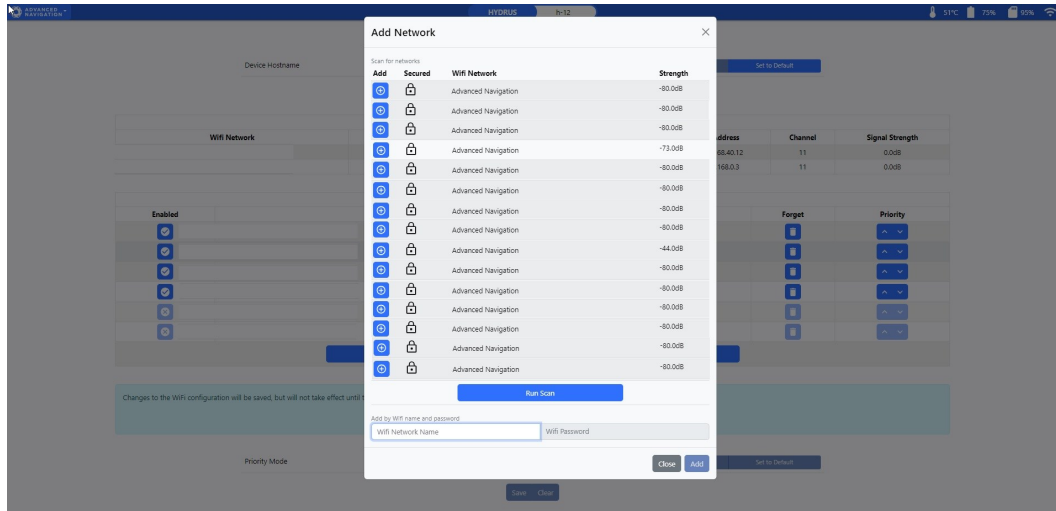 ADVANCED NAVIGATION HYDRUS h-12 51°C 75% 95%
Add Network
Device Hostname Set to Default
Scan for networks
Add Secured Wifi Network Strength
Advanced Navigation -80.0dB
Advanced Navigation -80.0dB
Advanced Navigation -80.0dB
Wifi Network ddress Channel Signal Strength
Advanced Navigation -73.0dB
68.40.12 11 0.0dB
Advanced Navigation -80.0dB
168.0.3 11 0.0dB
Advanced Navigation -80.0dB
Advanced Navigation -80.0dB
Enabled Forget Priority
Advanced Navigation -80.0dB
Advanced Navigation -44.0dB
Advanced Navigation -80.0dB
Advanced Navigation -80.0dB
Advanced Navigation -80.0dB
Advanced Navigation -80.0dB
Advanced Navigation -80.0dB
Advanced Navigation -80.0dB
Run Scan
Changes to the WiFi configuration will be saved, but will not take effect until t
Add by Wifi name and password
Wifi Network Name Wifi Password
Priority Mode Close Add Set to Default
Save Clear